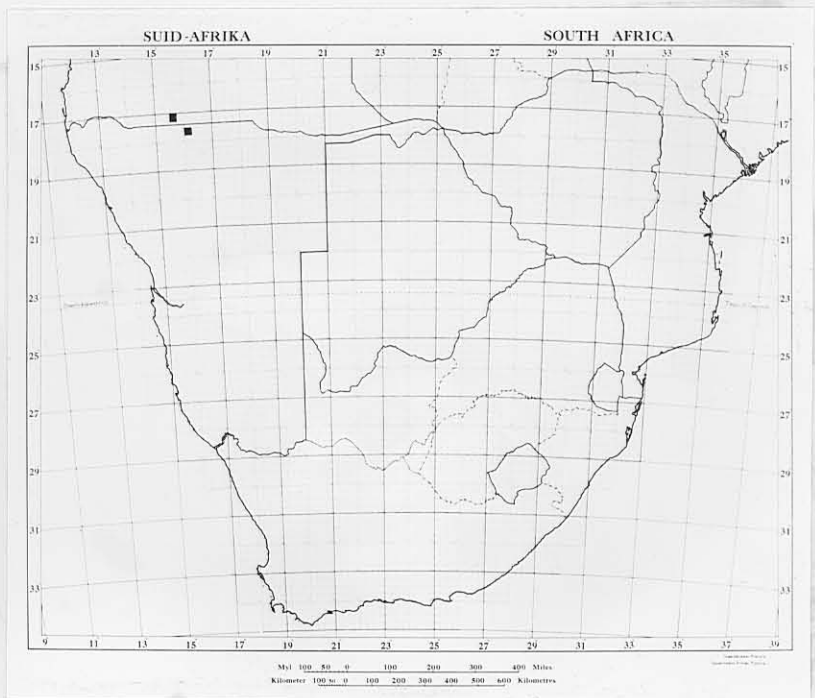 SUID-AFRIKA SOUTH AFRICA
13 15 17 19 21 23 25 27 29 31 33 35
15 15
17 17
19 19
21 21
23 23
25 25
27 27
29 29
31 31
33 33
9 11 13 15 17 19 21 23 25 27 29 31 33 35 37 39
Myl 100 50 0 100 200 300 400 Miles
Kilometer 100 50 0 100 200 300 400 500 600 Kilometres